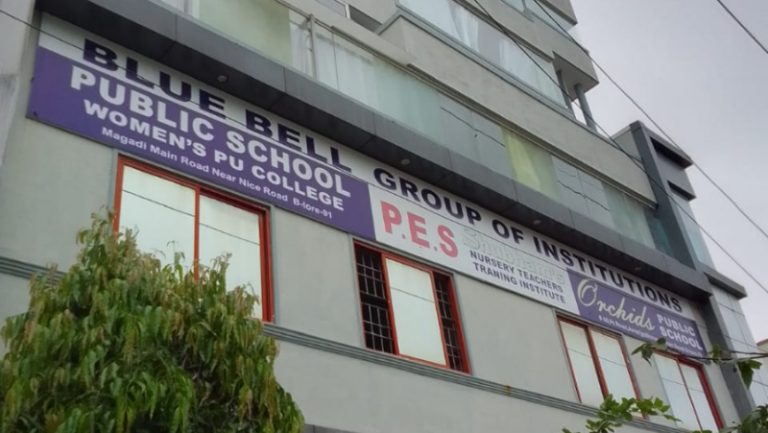 BLUE BELL GROUP OF INSTITUTIONS
PUBLIC SCHOOL
WOMEN'S PU COLLEGE
Magadi Main Road Near Nice Road B-lore-91
P.E.S
NURSERY TEACHERS
TRANING INSTITUTE
Orchids PUBLIC
SCHOOL